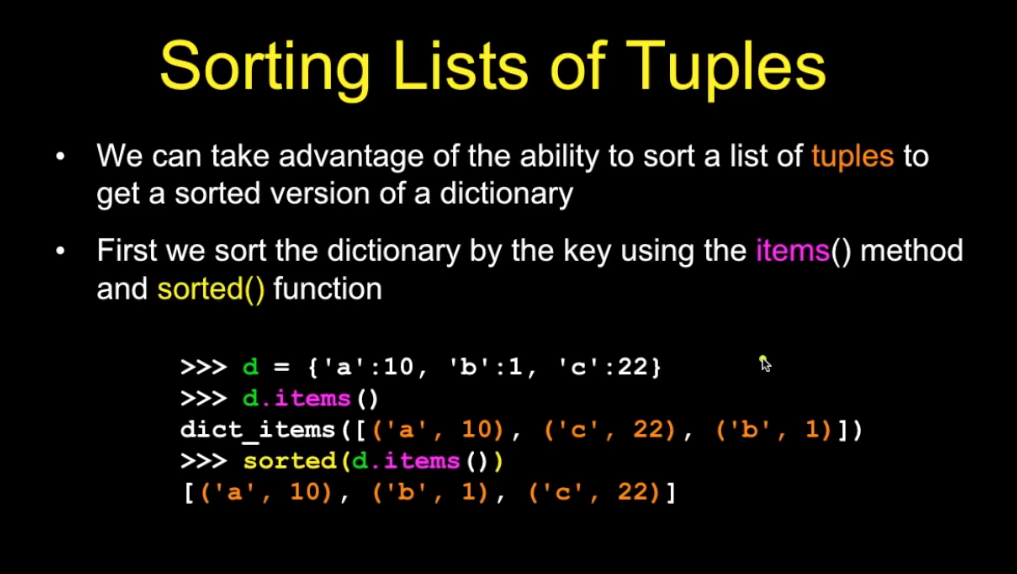 Sorting Lists of Tuples
• We can take advantage of the ability to sort a list of tuples to
get a sorted version of a dictionary
• First we sort the dictionary by the key using the items() method
and sorted() function
>>> d = {'a':10, 'b':1, 'c':22}
>>> d.items()
dict_items([('a', 10), ('c', 22), ('b', 1)])
>>> sorted(d.items())
[('a', 10), ('b', 1), ('c', 22)]